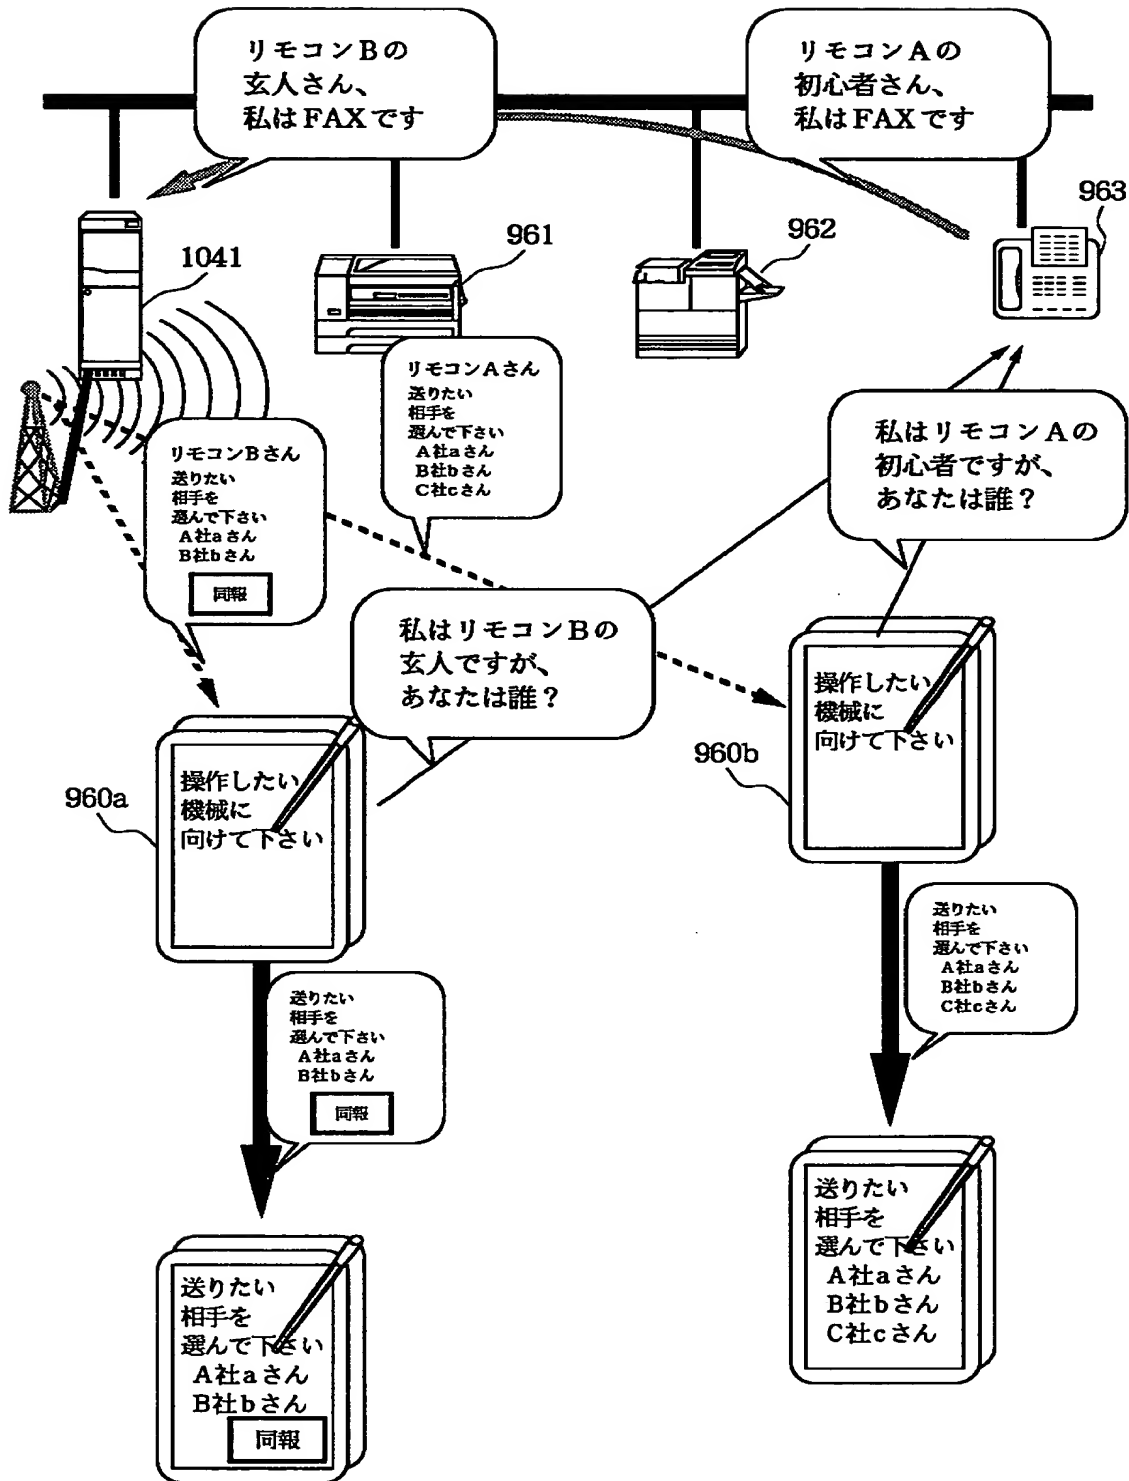 リモコンBの
玄人さん、
私はFAXです
リモコンAの
初心者さん、
私はFAXです
963
961
962
1041
リモコンAさん
送りたい
相手を
選んで下さい
A社aさん
B社bさん
C社cさん
私はリモコンAの
初心者ですが、
あなたは誰？
リモコンBさん
送りたい
相手を
選んで下さい
A社aさん
B社bさん
同報
私はリモコンBの
玄人ですが、
あなたは誰？
操作したい
機械に
向けて下さい
960b
960a
操作したい
機械に
向けて下さい
送りたい
相手を
選んで下さい
A社aさん
B社bさん
C社cさん
送りたい
相手を
選んで下さい
A社aさん
B社bさん
同報
送りたい
相手を
選んで下さい
A社aさん
B社bさん
C社cさん
送りたい
相手を
選んで下さい
A社aさん
B社bさん
同報